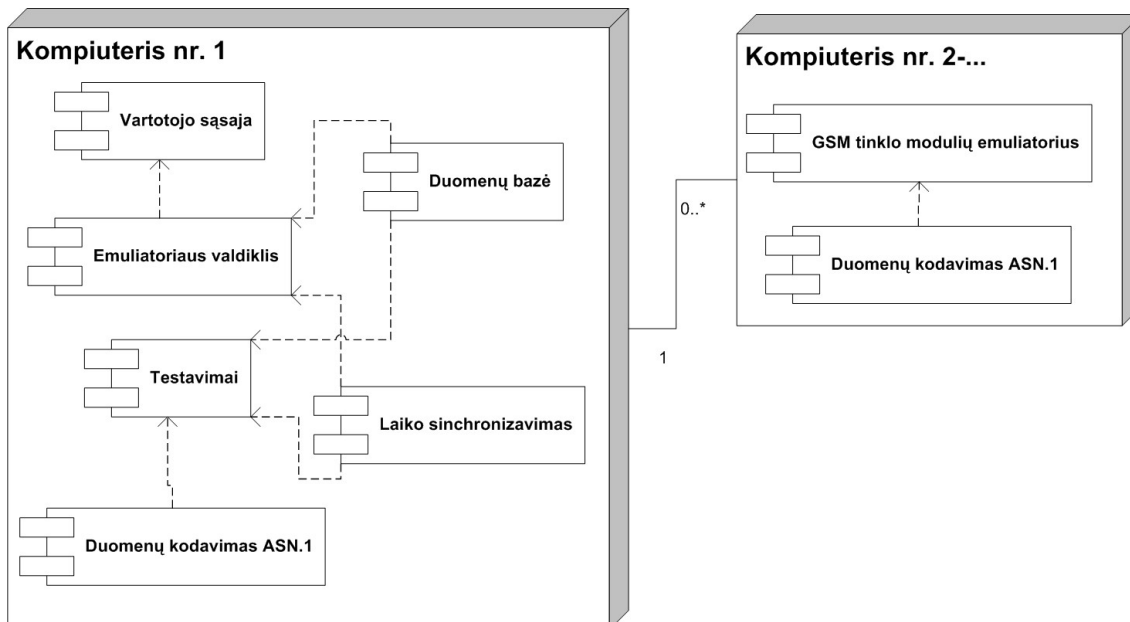 Kompiuteris nr. 1
Vartotojo sąsaja
Duomenų bazė
Emuliatoriaus valdiklis
Testavimai
Laiko sinchronizavimas
Duomenų kodavimas ASN.1
1
0..*
Kompiuteris nr. 2-...
GSM tinklo modulių emuliatorius
Duomenų kodavimas ASN.1